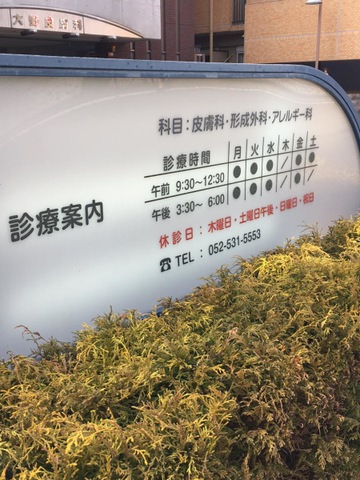 科目：皮膚科・形成外科・アレルギー科
診療時間 月 火 水 木 金 土
午前 9:30～12:30 ● ● ● ／ ● ●
午後 3:30～ 6:00 ● ● ● ／ ● ／
診療案内
休診日：木曜日・土曜日午後・日曜日・祝日
☎ TEL：052-531-5553